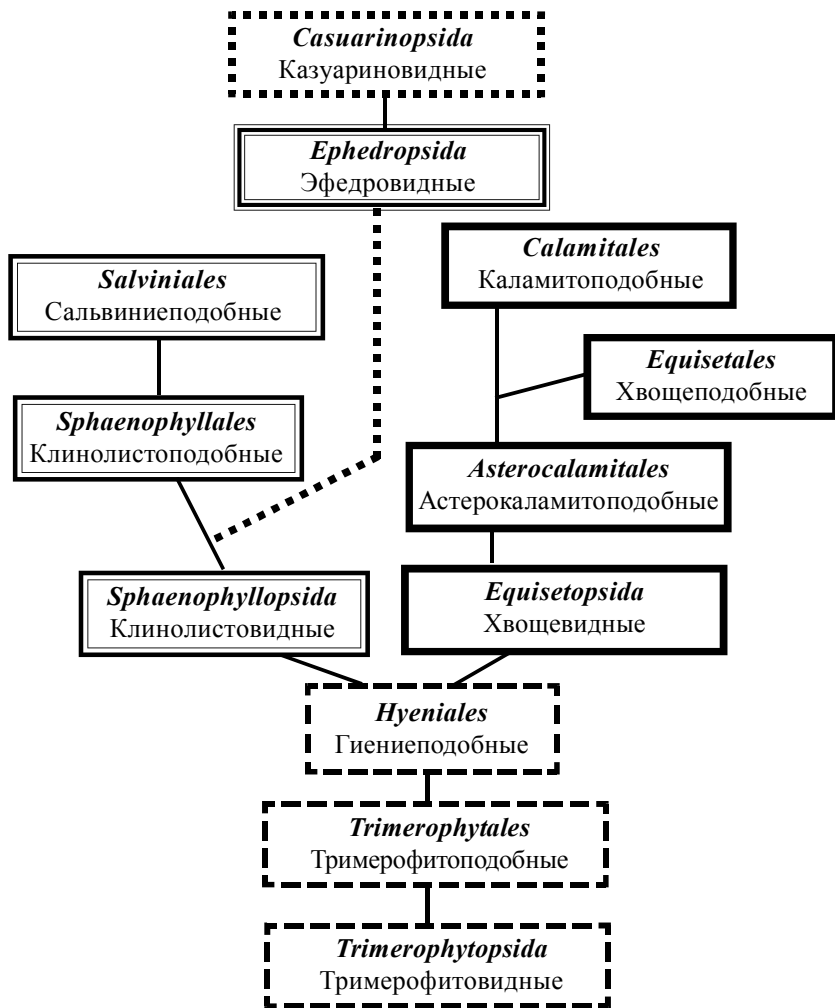 Casuarinopsida
Казуариновидные
Ephedropsida
Эфедровидные
Calamitales
Каламитоподобные
Salviniales
Сальвиниеподобные
Equisetales
Хвощеподобные
Sphaenophyllales
Клинолистоподобные
Asterocalamitales
Астерокаламитоподобные
Sphaenophyllopsida
Клинолистовидные
Equisetopsida
Хвощевидные
Hyeniales
Гиениеподобные
Trimerophytales
Тримерофитоподобные
Trimerophytopsida
Тримерофитовидные